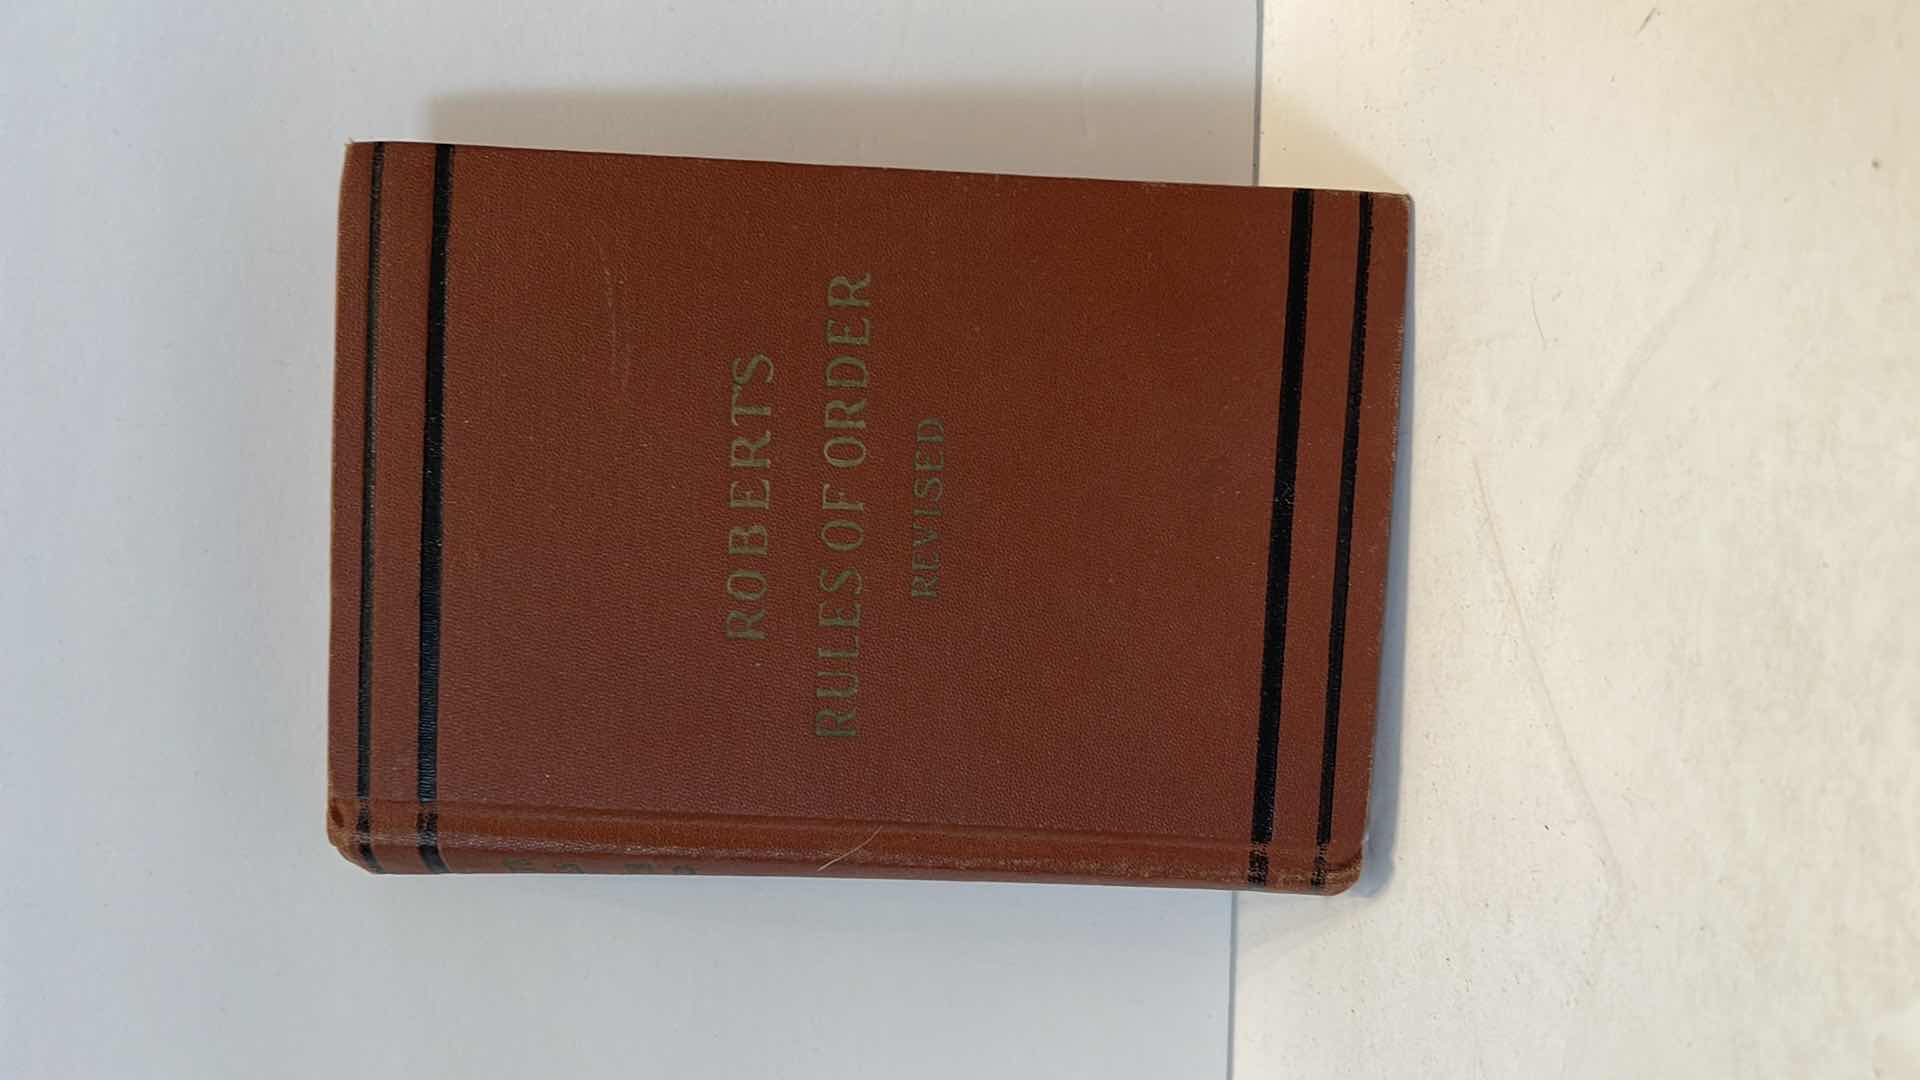 ROBERT'S
RULES OF ORDER
REVISED